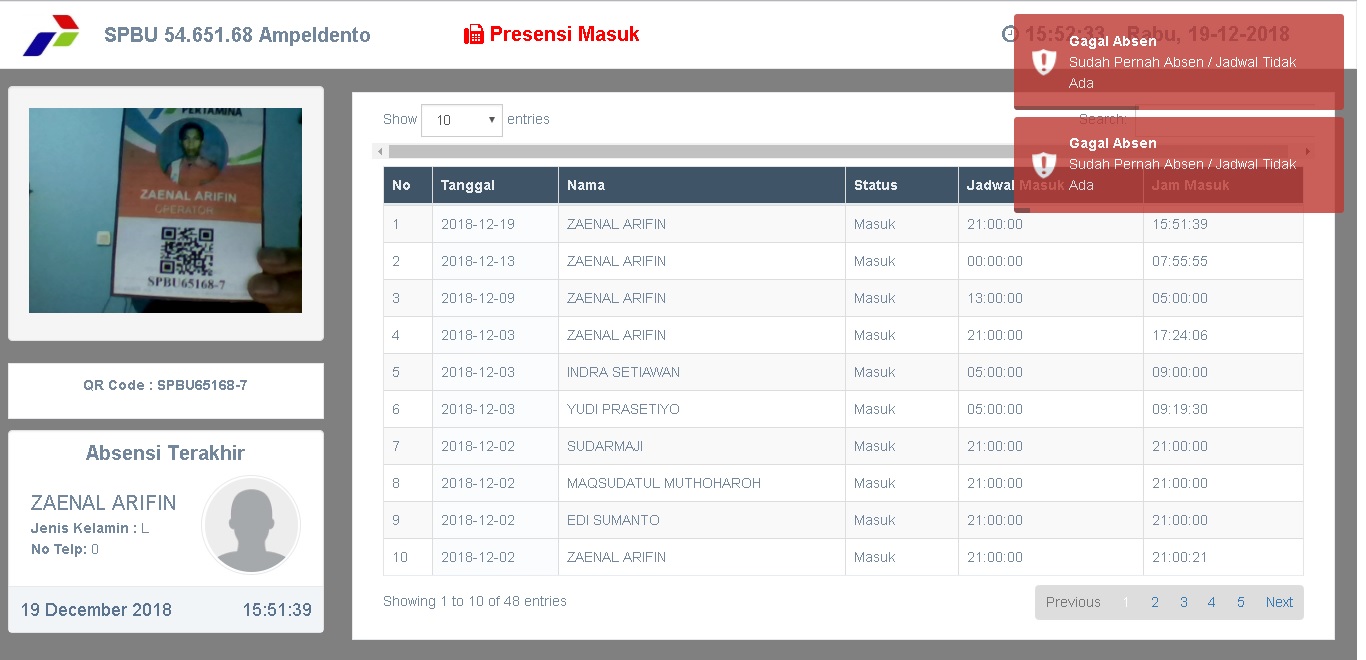 SPBU 54.651.68 Ampeldento
Presensi Masuk
15:52:33 Rabu, 19-12-2018
Gagal Absen
Sudah Pernah Absen / Jadwal Tidak
Ada
Gagal Absen
Sudah Pernah Absen / Jadwal Tidak
Ada
PERTAMINA
ZAENAL ARIFIN
OPERATOR
SPBU65168-7
QR Code : SPBU65168-7
Absensi Terakhir
ZAENAL ARIFIN
Jenis Kelamin : L
No Telp: 0
19 December 2018 15:51:39
Show 10 entries Search:
No Tanggal Nama Status Jadwal Masuk Jam Masuk
1 2018-12-19 ZAENAL ARIFIN Masuk 21:00:00 15:51:39
2 2018-12-13 ZAENAL ARIFIN Masuk 00:00:00 07:55:55
3 2018-12-09 ZAENAL ARIFIN Masuk 13:00:00 05:00:00
4 2018-12-03 ZAENAL ARIFIN Masuk 21:00:00 17:24:06
5 2018-12-03 INDRA SETIAWAN Masuk 05:00:00 09:00:00
6 2018-12-03 YUDI PRASETIYO Masuk 05:00:00 09:19:30
7 2018-12-02 SUDARMAJI Masuk 21:00:00 21:00:00
8 2018-12-02 MAQSUDATUL MUTHOHAROH Masuk 21:00:00 21:00:00
9 2018-12-02 EDI SUMANTO Masuk 21:00:00 21:00:00
10 2018-12-02 ZAENAL ARIFIN Masuk 21:00:00 21:00:21
Showing 1 to 10 of 48 entries
Previous 1 2 3 4 5 Next